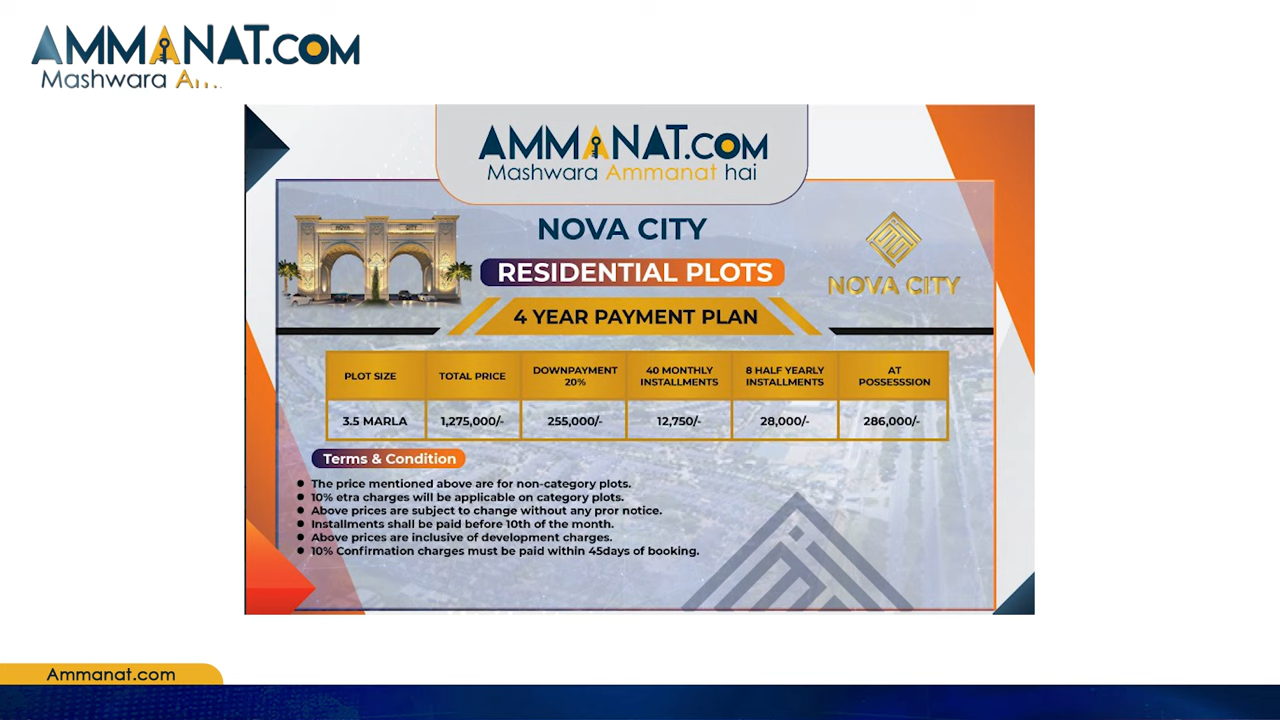 AMMANAT.COM
Mashwara
AMMANAT.COM
Mashwara Ammanat hai
NOVA CITY
NOVA CITY
RESIDENTIAL PLOTS
NOVA CITY
4 YEAR PAYMENT PLAN
PLOT SIZE TOTAL PRICE DOWNPAYMENT 20% 40 MONTHLY INSTALLMENTS 8 HALF YEARLY INSTALLMENTS AT POSSESSSION
3.5 MARLA 1,275,000/- 255,000/- 12,750/- 28,000/- 286,000/-
Terms & Condition
The price mentioned above are for non-category plots.
10% etra charges will be applicable on category plots.
Above prices are subject to change without any pror notice.
Installments shall be paid before 10th of the month.
Above prices are inclusive of development charges.
10% Confirmation charges must be paid within 45days of booking.
Ammanat.com